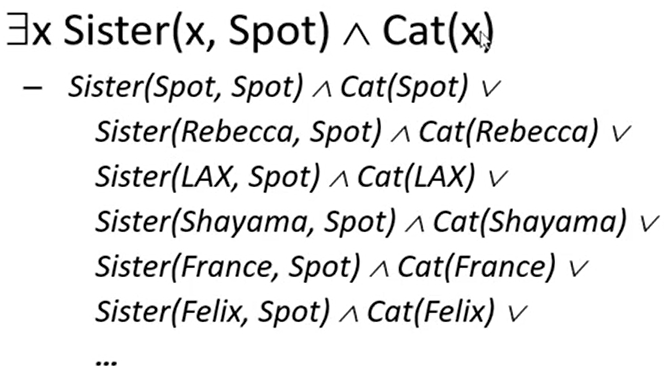 ∃x Sister(x, Spot) ∧ Cat(x)
– Sister(Spot, Spot) ∧ Cat(Spot) ∨
Sister(Rebecca, Spot) ∧ Cat(Rebecca) ∨
Sister(LAX, Spot) ∧ Cat(LAX) ∨
Sister(Shayama, Spot) ∧ Cat(Shayama) ∨
Sister(France, Spot) ∧ Cat(France) ∨
Sister(Felix, Spot) ∧ Cat(Felix) ∨
...